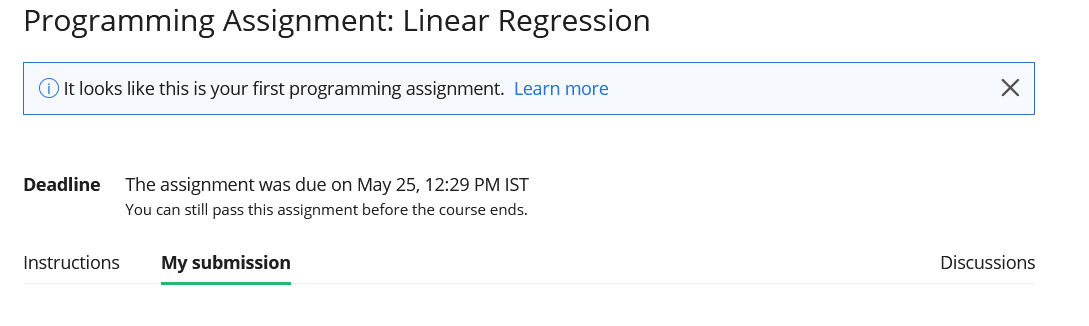 Programming Assignment: Linear Regression
It looks like this is your first programming assignment. Learn more
Deadline The assignment was due on May 25, 12:29 PM IST
You can still pass this assignment before the course ends.
Instructions My submission Discussions